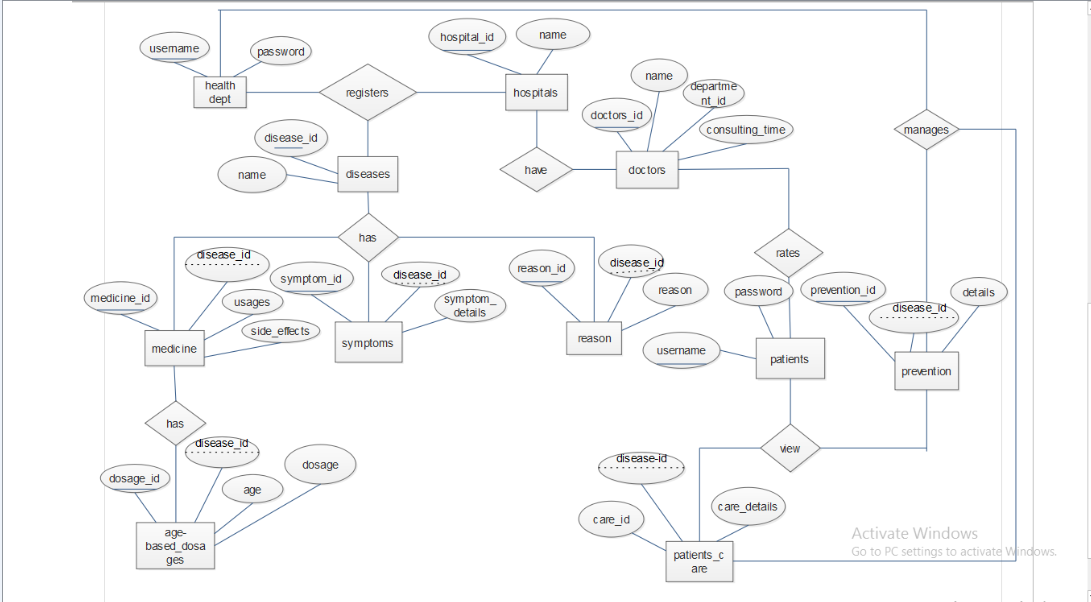 username
password
health
dept
registers
hospital_id
name
hospitals
name
departme
nt_id
doctors_id
consulting_time
doctors
have
manages
disease_id
name
diseases
has
rates
disease_id
medicine_id
usages
side_effects
medicine
symptom_id
disease_id
symptom_
details
symptoms
reason_id
disease_id
reason
reason
password
username
patients
prevention_id
disease_id
details
prevention
has
view
disease_id
dosage_id
age
dosage
age-
based_dosa
ges
disease-id
care_id
care_details
patients_c
are
Activate Windows
Go to PC settings to activate Windows.